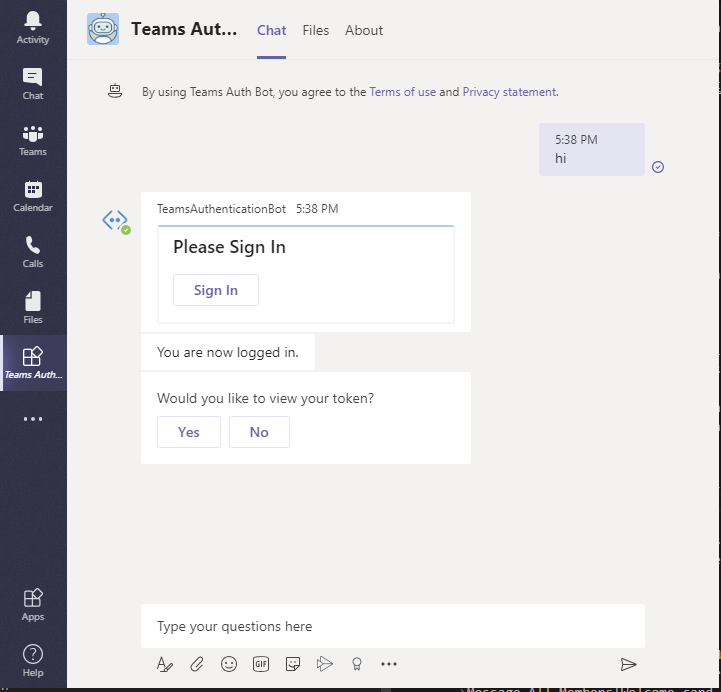 Activity
Chat
Teams
Calendar
Calls
Files
Teams Auth...
Apps
Help
Teams Aut...
Chat Files About
By using Teams Auth Bot, you agree to the Terms of use and Privacy statement.
5:38 PM
hi
TeamsAuthenticationBot 5:38 PM
Please Sign In
Sign In
You are now logged in.
Would you like to view your token?
Yes No
Type your questions here
GIF